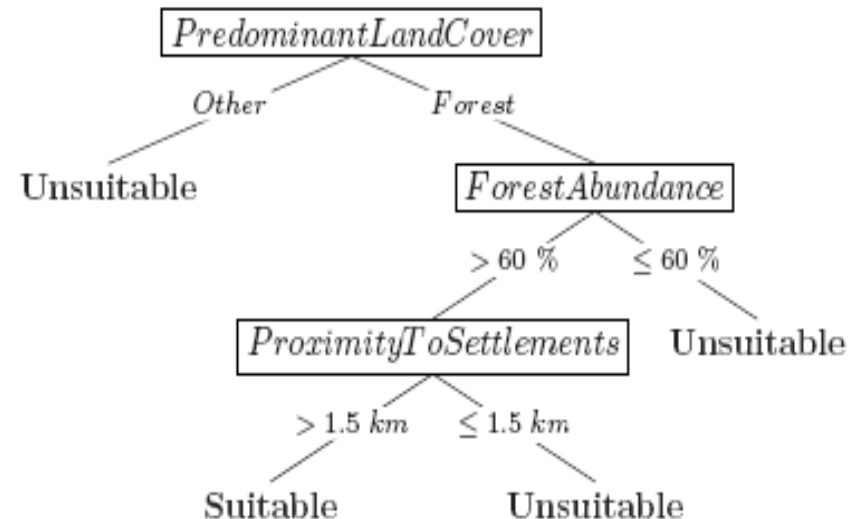 PredominantLandCover
Other Forest
Unsuitable
ForestAbundance
> 60 % ≤ 60 %
ProximityToSettlements
Unsuitable
> 1.5 km ≤ 1.5 km
Suitable Unsuitable